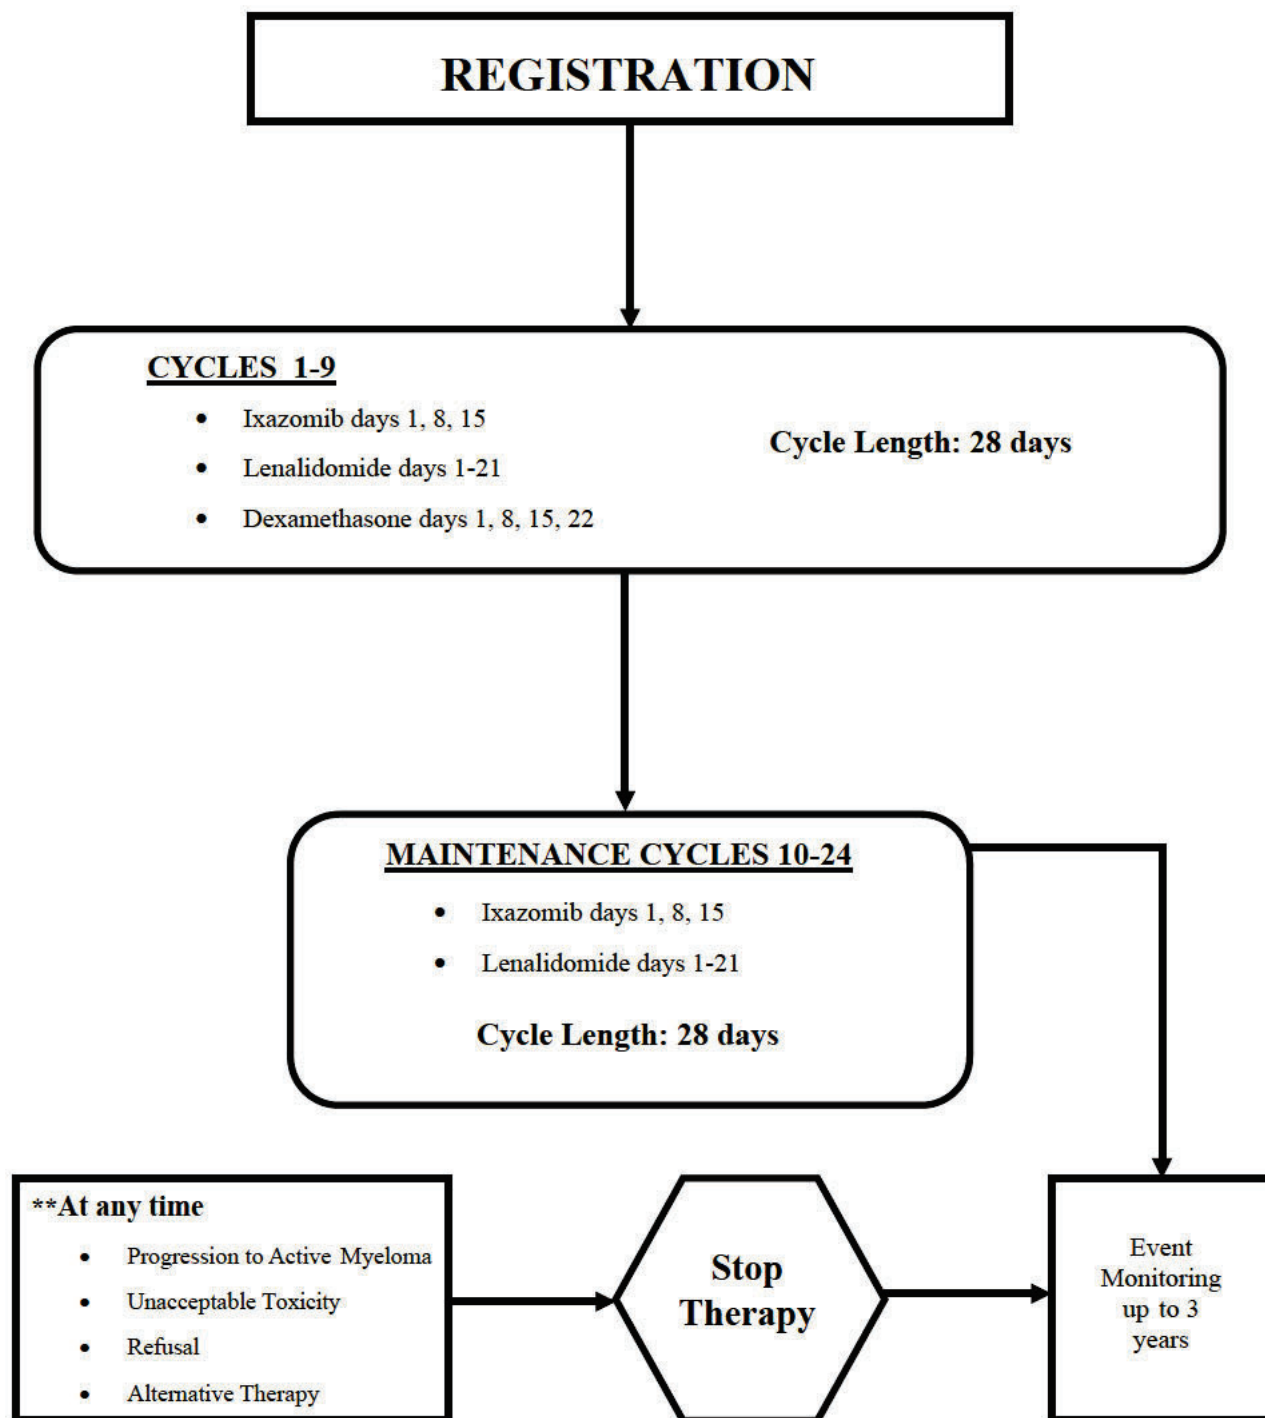 REGISTRATION
CYCLES 1-9
• Ixazomib days 1, 8, 15
• Lenalidomide days 1-21
• Dexamethasone days 1, 8, 15, 22
Cycle Length: 28 days
MAINTENANCE CYCLES 10-24
• Ixazomib days 1, 8, 15
• Lenalidomide days 1-21
Cycle Length: 28 days
**At any time
• Progression to Active Myeloma
• Unacceptable Toxicity
• Refusal
• Alternative Therapy
Stop
Therapy
Event
Monitoring
up to 3
years